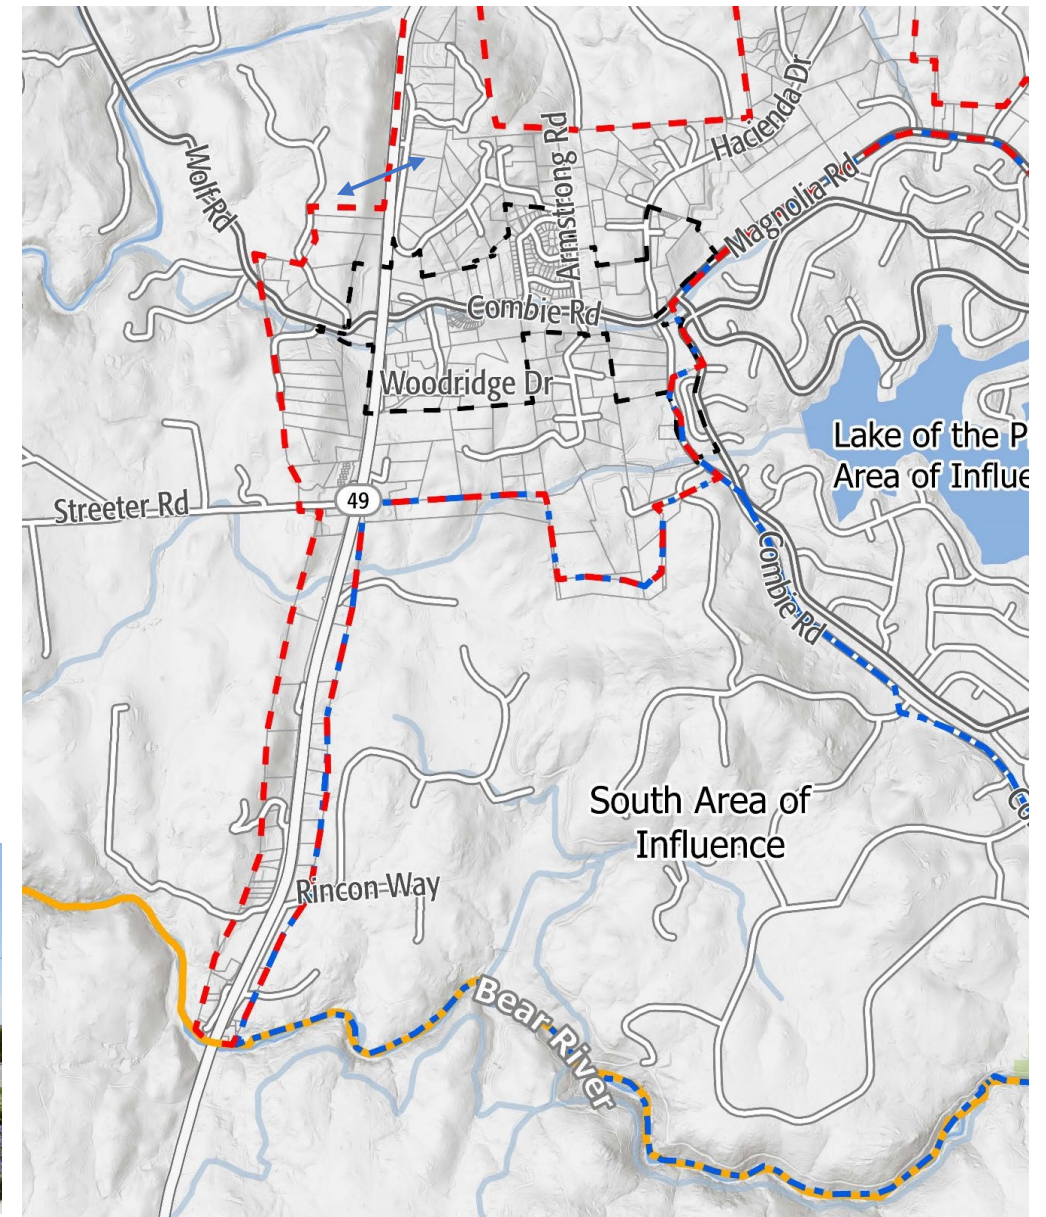 Armstrong Rd
Hacienda Dr
Wolf Rd
Magnolia Rd
Combie Rd
Woodridge Dr
Lake of the P
Area of Influe
49
Streeter Rd
Combie Rd
South Area of
Influence
Co
Rincon Way
Bear River